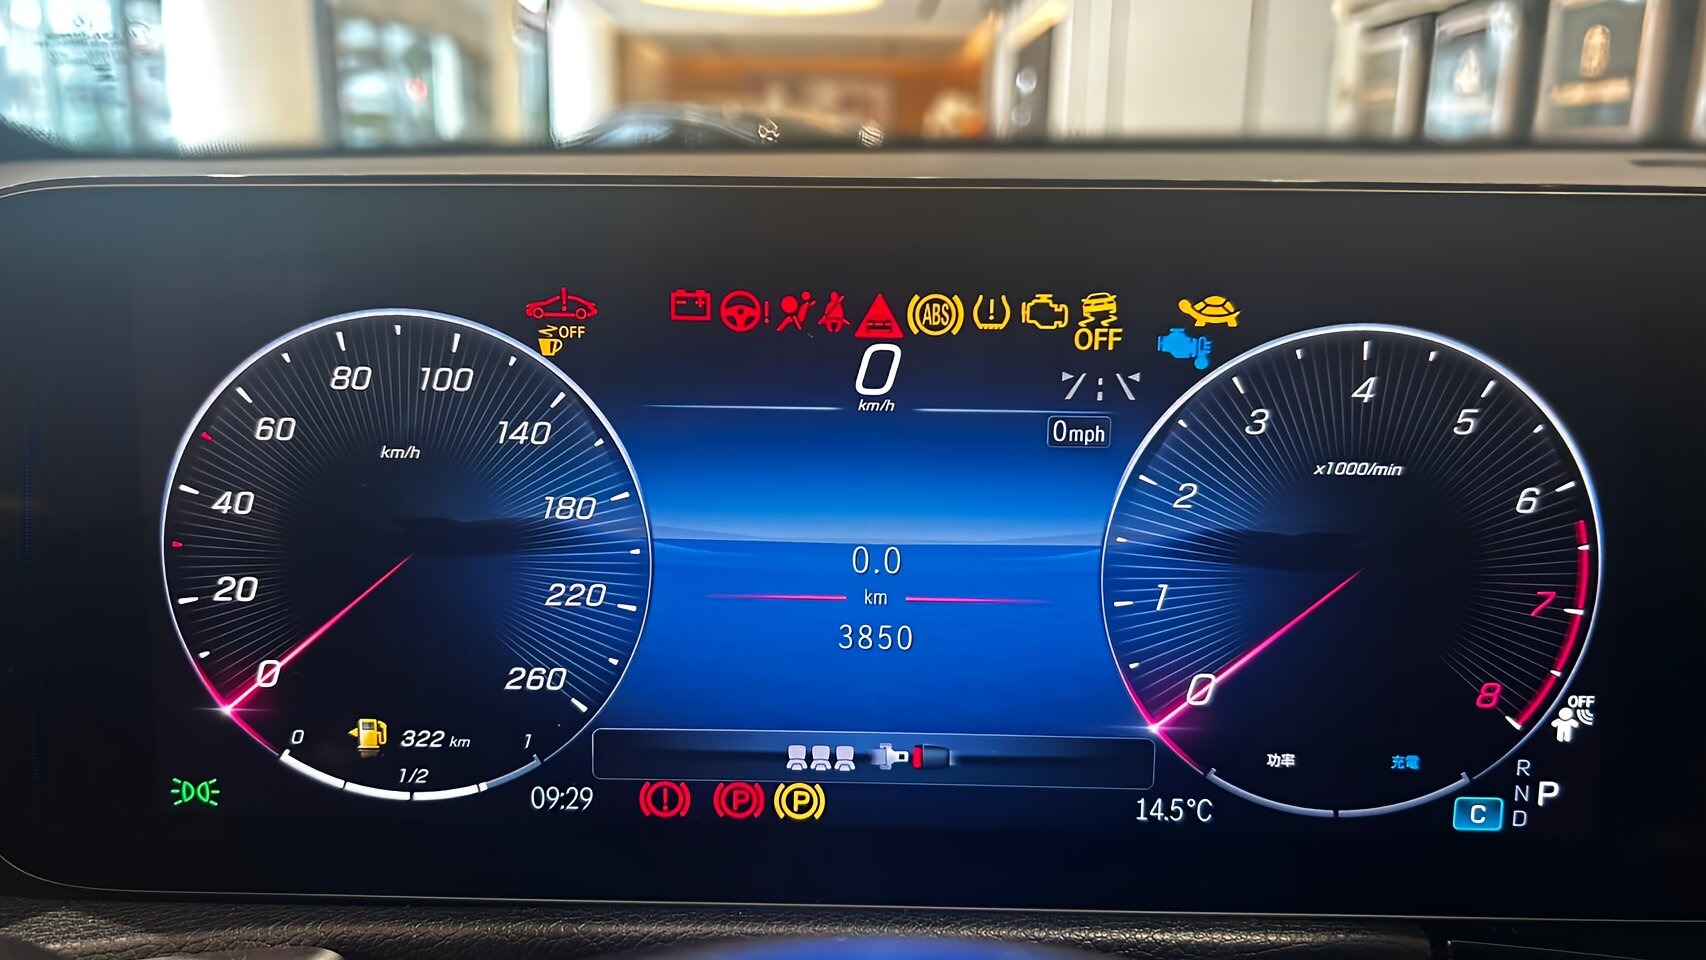 OFF
ABS
OFF
0
km/h
0mph
80
100
60
140
km/h
40
180
20
220
0
260
0
322 km
1
1/2
09:29
0.0
km
3850
P
P
14.5°C
4
3
5
x1000/min
2
6
1
7
0
8
OFF
功率
充電
R
N
P
C
D